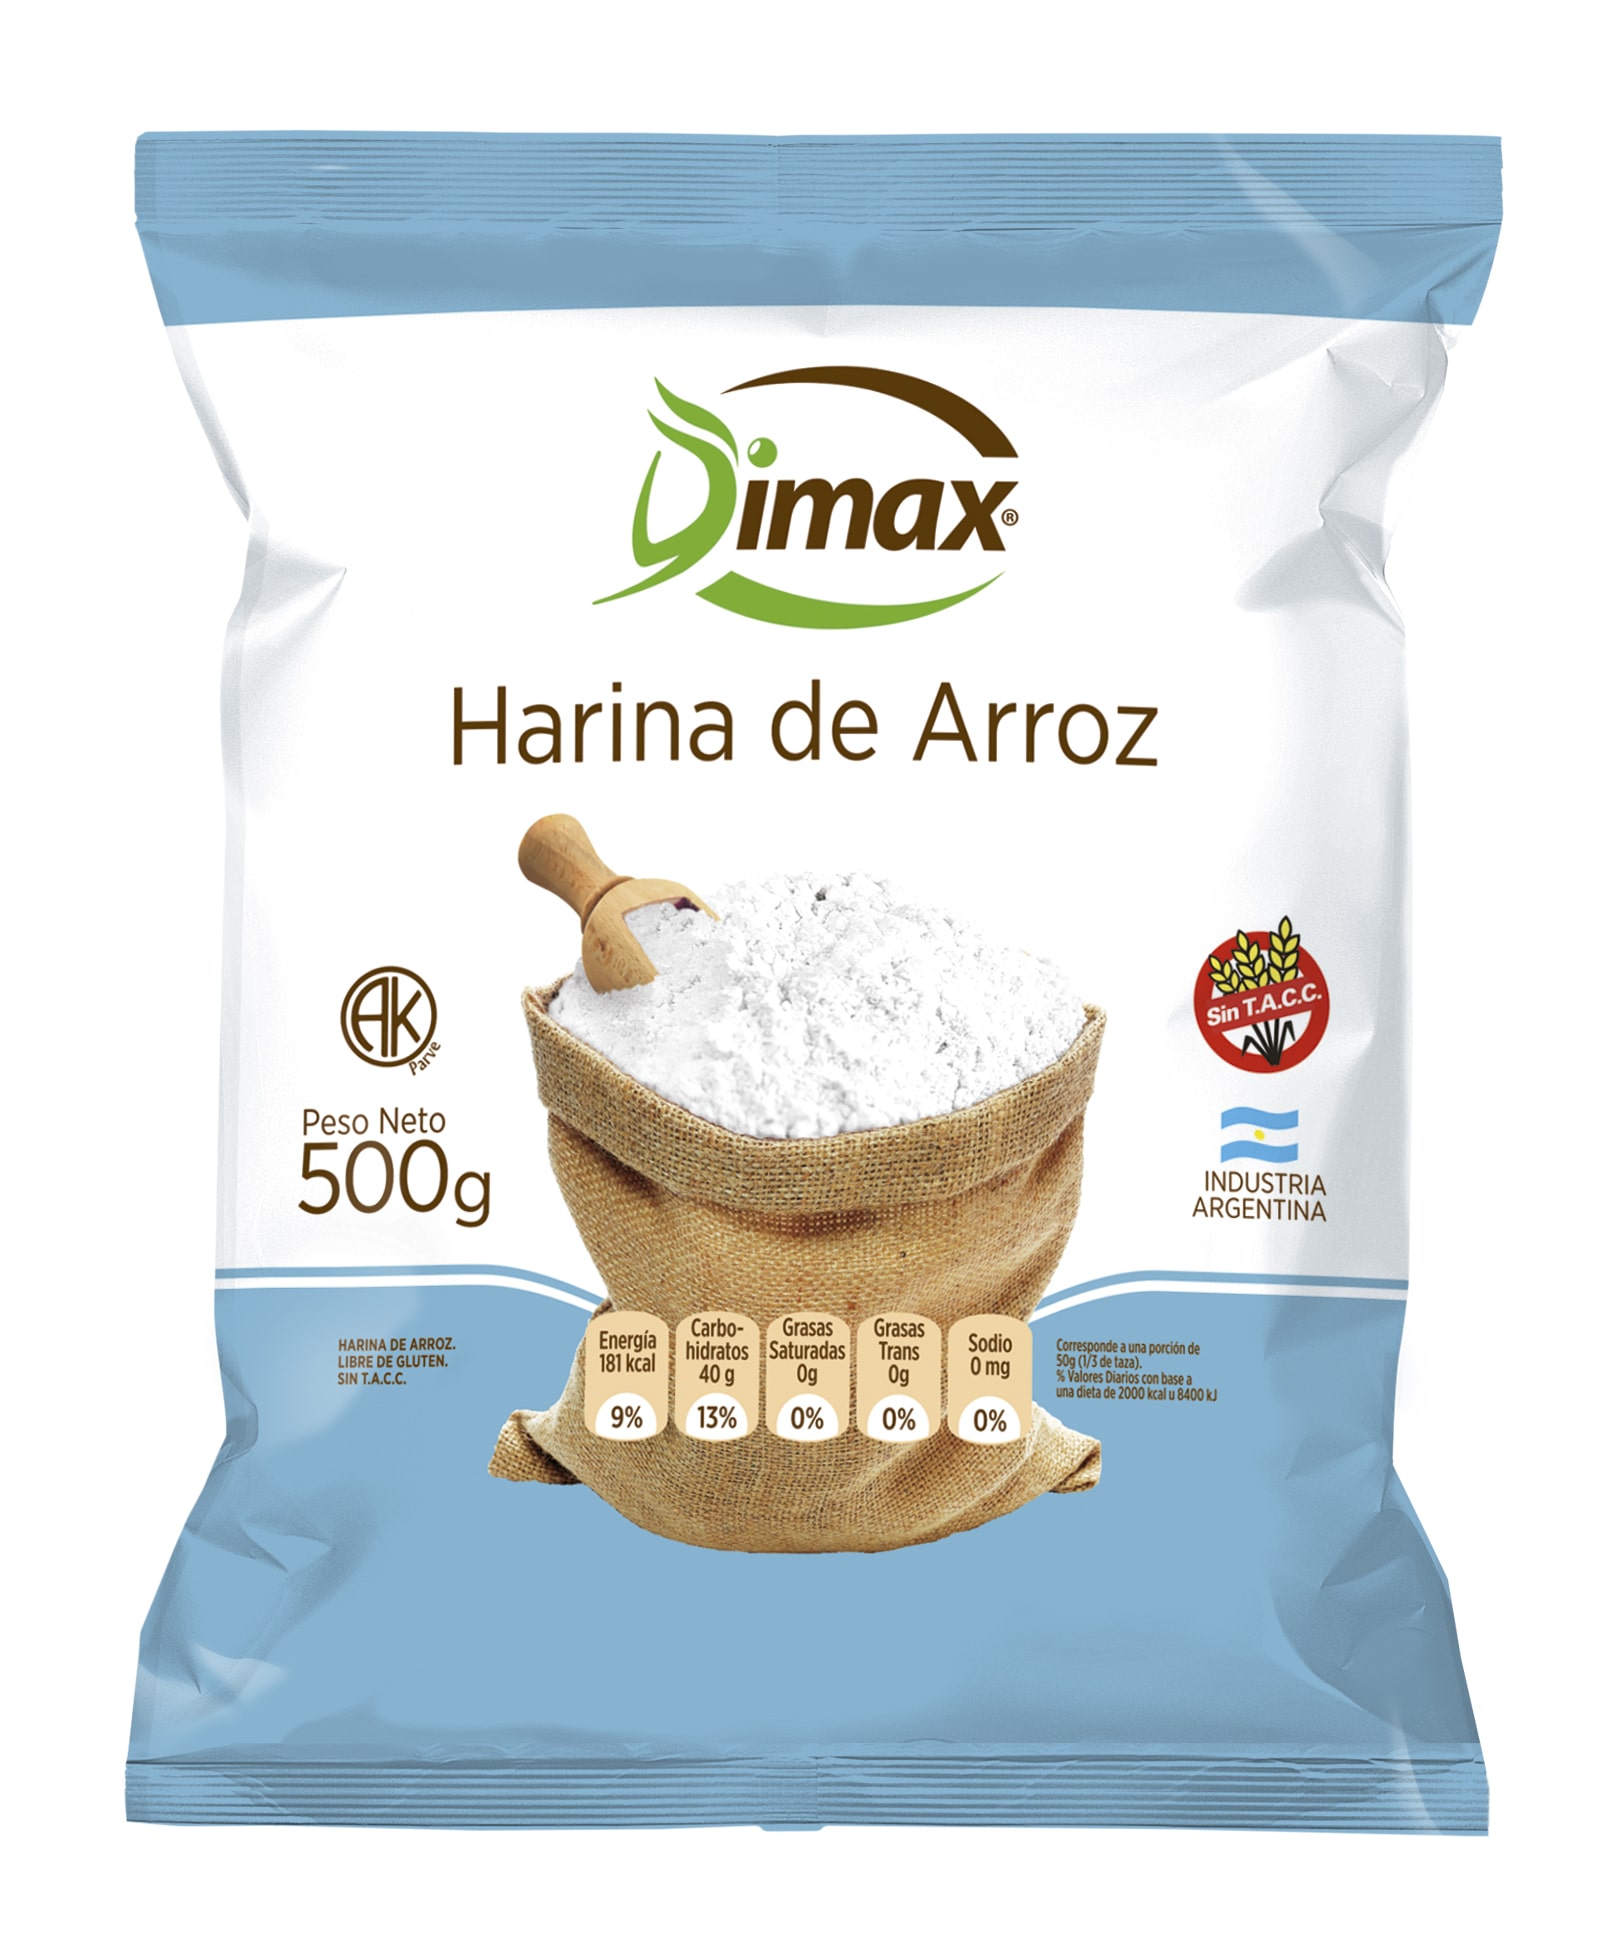 Dimax®
Harina de Arroz
AK
Parve
Peso Neto
500g
Sin T.A.C.C.
INDUSTRIA
ARGENTINA
HARINA DE ARROZ.
LIBRE DE GLUTEN.
SIN T.A.C.C.
Energía
181 kcal
9%
Carbo-
hidratos
40 g
13%
Grasas
Saturadas
0g
0%
Grasas
Trans
0g
0%
Sodio
0 mg
0%
Corresponde a una porción de
50g (1/3 de taza).
% Valores Diarios con base a
una dieta de 2000 kcal u 8400 kJ